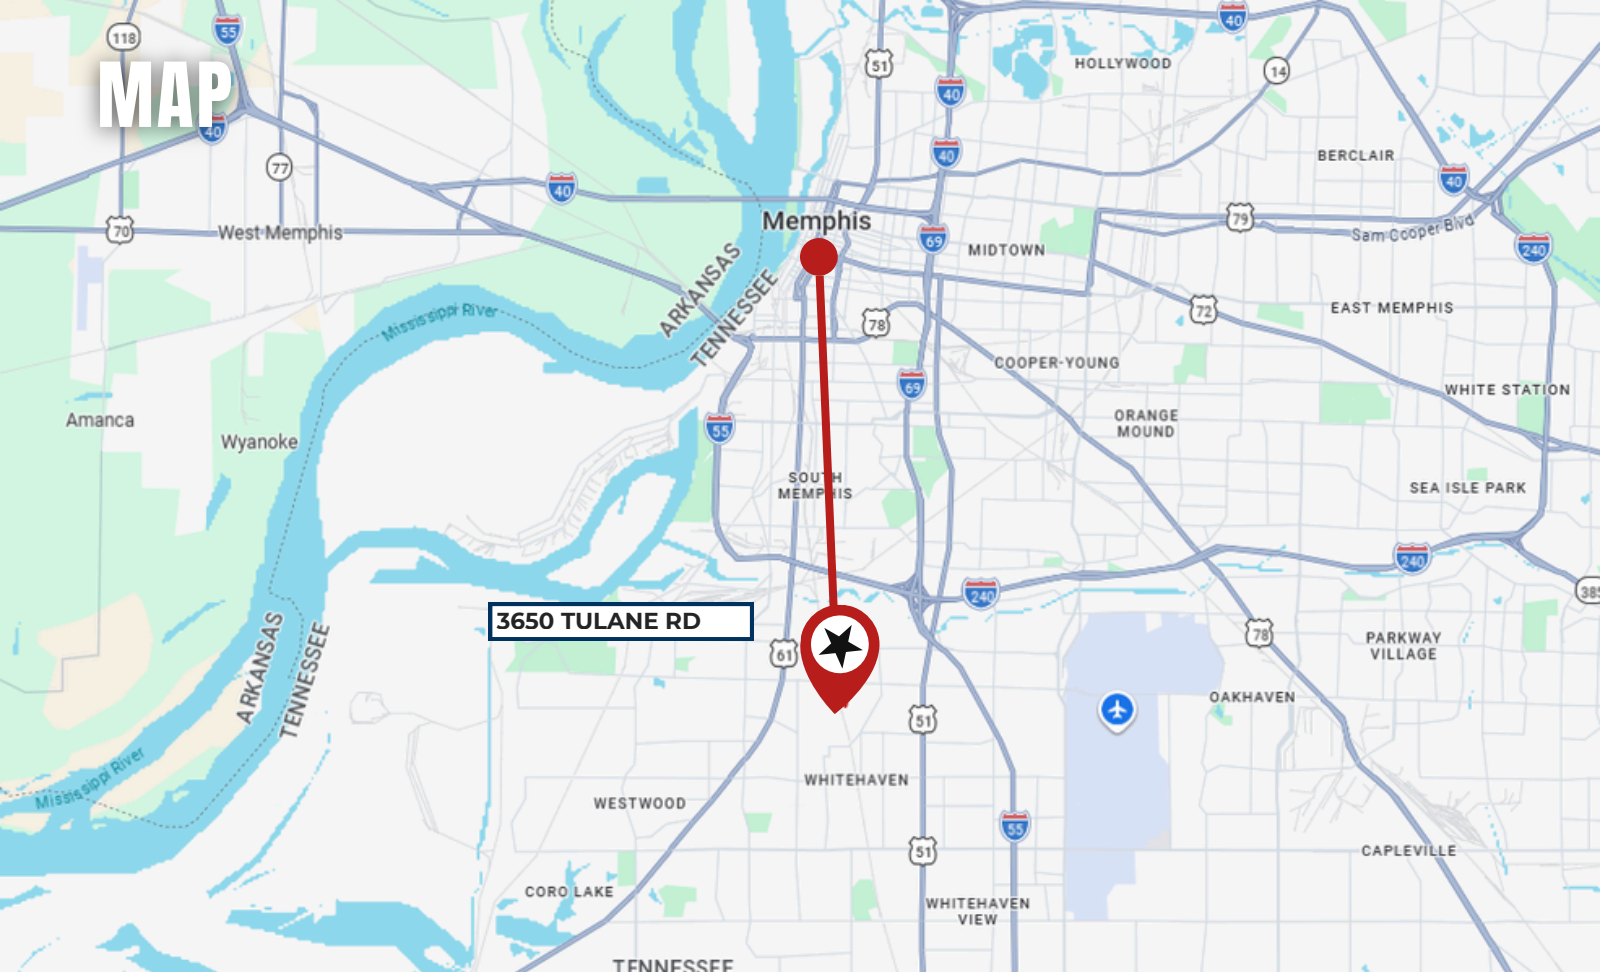 55
118
MAP
40
77
40
70
West Memphis
51
40
HOLLYWOOD
40
14
40
BERCLAIR
40
Memphis
69
MIDTOWN
79
Sam Cooper Blvd
240
ARKANSAS
TENNESSEE
Mississippi River
78
72
EAST MEMPHIS
COOPER-YOUNG
69
WHITE STATION
Amanca
Wyanoke
55
ORANGE
MOUND
SOUTH
MEMPHIS
SEA ISLE PARK
240
240
385
3650 TULANE RD
ARKANSAS
TENNESSEE
61
78
PARKWAY
VILLAGE
OAKHAVEN
51
Mississippi River
WHITEHAVEN
WESTWOOD
55
51
CAPLEVILLE
CORO LAKE
WHITEHAVEN
VIEW
TENNESSEE